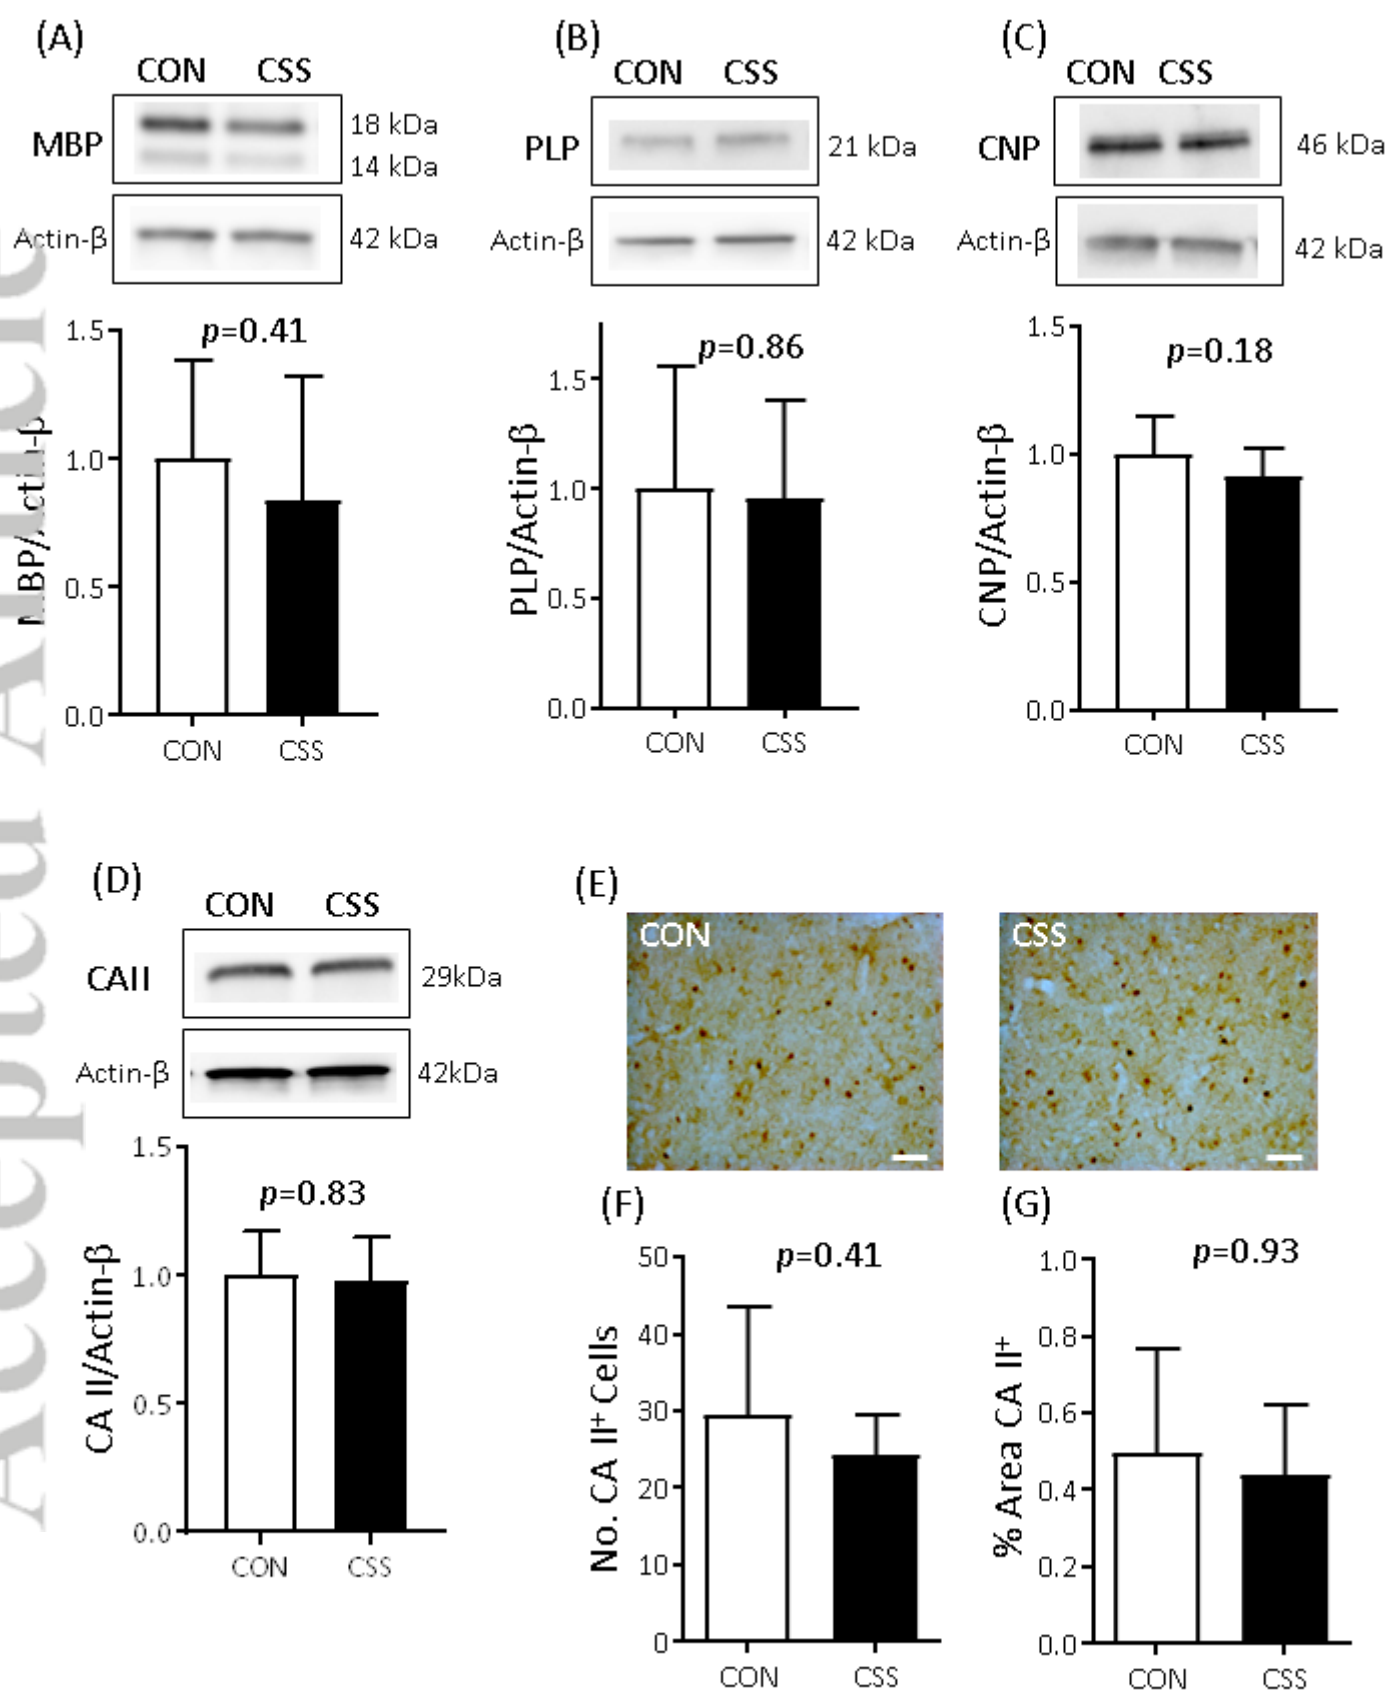 (A)
CON CSS
MBP
18 kDa
14 kDa
Actin-β
42 kDa
p=0.41
MBP/Actin-β
1.5
1.0
0.5
0.0
CON CSS
(B)
CON CSS
PLP
21 kDa
Actin-β
42 kDa
p=0.86
PLP/Actin-β
1.5
1.0
0.5
0.0
CON CSS
(C)
CON CSS
CNP
46 kDa
Actin-β
42 kDa
p=0.18
CNP/Actin-β
1.5
1.0
0.5
0.0
CON CSS
(D)
CON CSS
CAII
29kDa
Actin-β
42kDa
p=0.83
CA II/Actin-β
1.5
1.0
0.5
0.0
CON CSS
(E)
CON
CSS
(F)
p=0.41
No. CA II⁺ Cells
50
40
30
20
10
0
CON CSS
(G)
p=0.93
% Area CA II⁺
1.0
0.8
0.6
0.4
0.2
0.0
CON CSS
Accepted Article